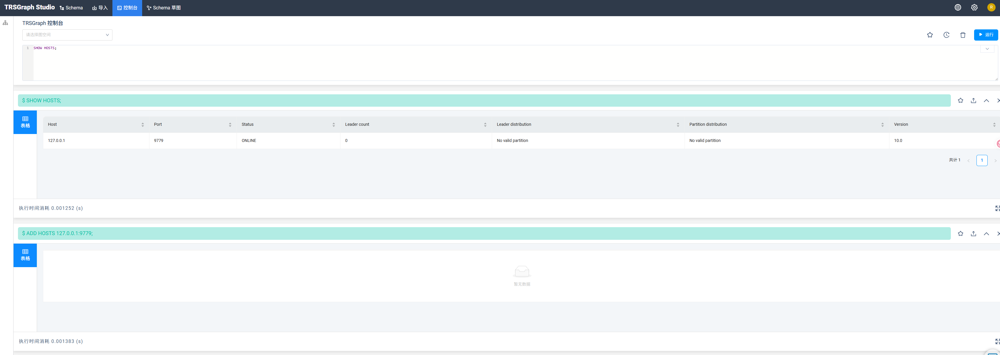 TRSGraph Studio Schema 导入 控制台 Schema 草图 R
TRSGraph 控制台
请选择图空间
运行
1 SHOW HOSTS;
$ SHOW HOSTS;
表格
Host Port Status Leader count Leader distribution Partition distribution Version
127.0.0.1 9779 ONLINE 0 No valid partition No valid partition 10.0
共计 1 < 1 >
执行时间消耗 0.001252 (s)
$ ADD HOSTS 127.0.0.1:9779;
表格
暂无数据
执行时间消耗 0.001383 (s)